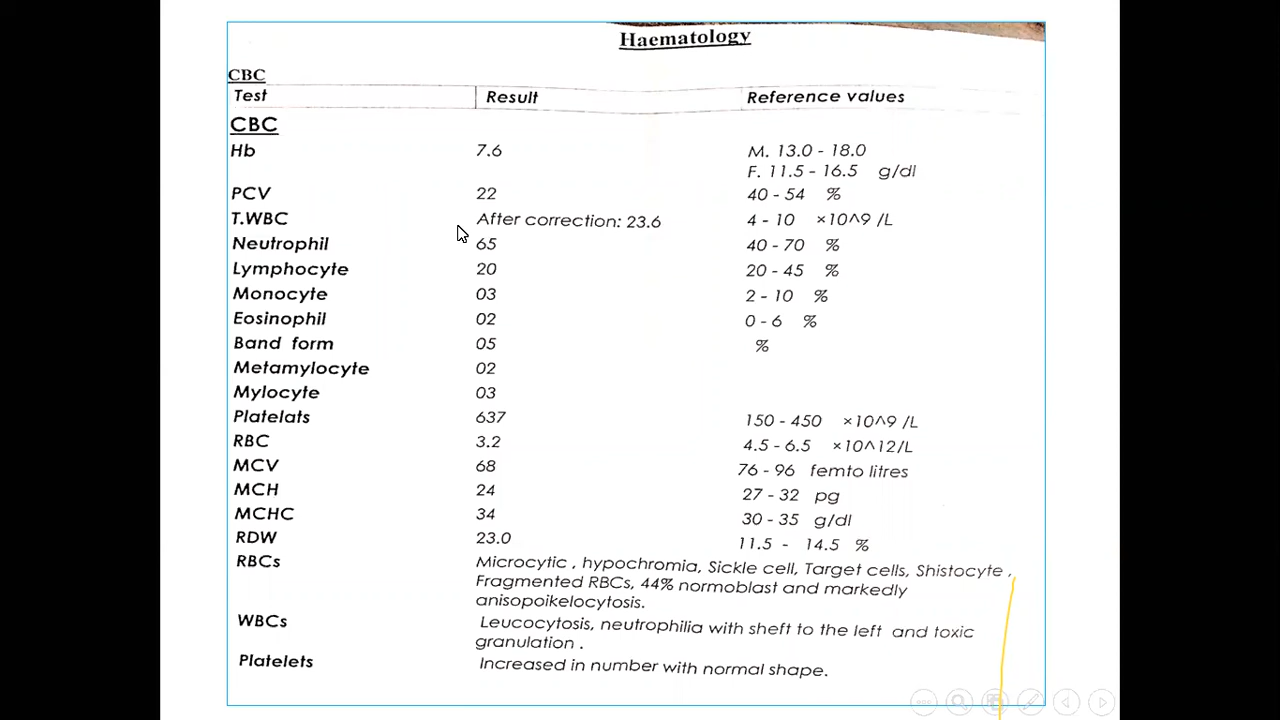 Haematology
CBC
Test Result Reference values
CBC
Hb 7.6 M. 13.0 - 18.0
F. 11.5 - 16.5 g/dl
PCV 22 40 - 54 %
T.WBC After correction: 23.6 4 - 10 ×10^9 /L
Neutrophil 65 40 - 70 %
Lymphocyte 20 20 - 45 %
Monocyte 03 2 - 10 %
Eosinophil 02 0 - 6 %
Band form 05 %
Metamylocyte 02
Mylocyte 03
Platelats 637 150 - 450 ×10^9 /L
RBC 3.2 4.5 - 6.5 ×10^12/L
MCV 68 76 - 96 femto litres
MCH 24 27 - 32 pg
MCHC 34 30 - 35 g/dl
RDW 23.0 11.5 - 14.5 %
RBCs Microcytic , hypochromia, Sickle cell, Target cells, Shistocyte ,
Fragmented RBCs, 44% normoblast and markedly
anisopoikelocytosis.
WBCs Leucocytosis, neutrophilia with sheft to the left and toxic
granulation .
Platelets Increased in number with normal shape.